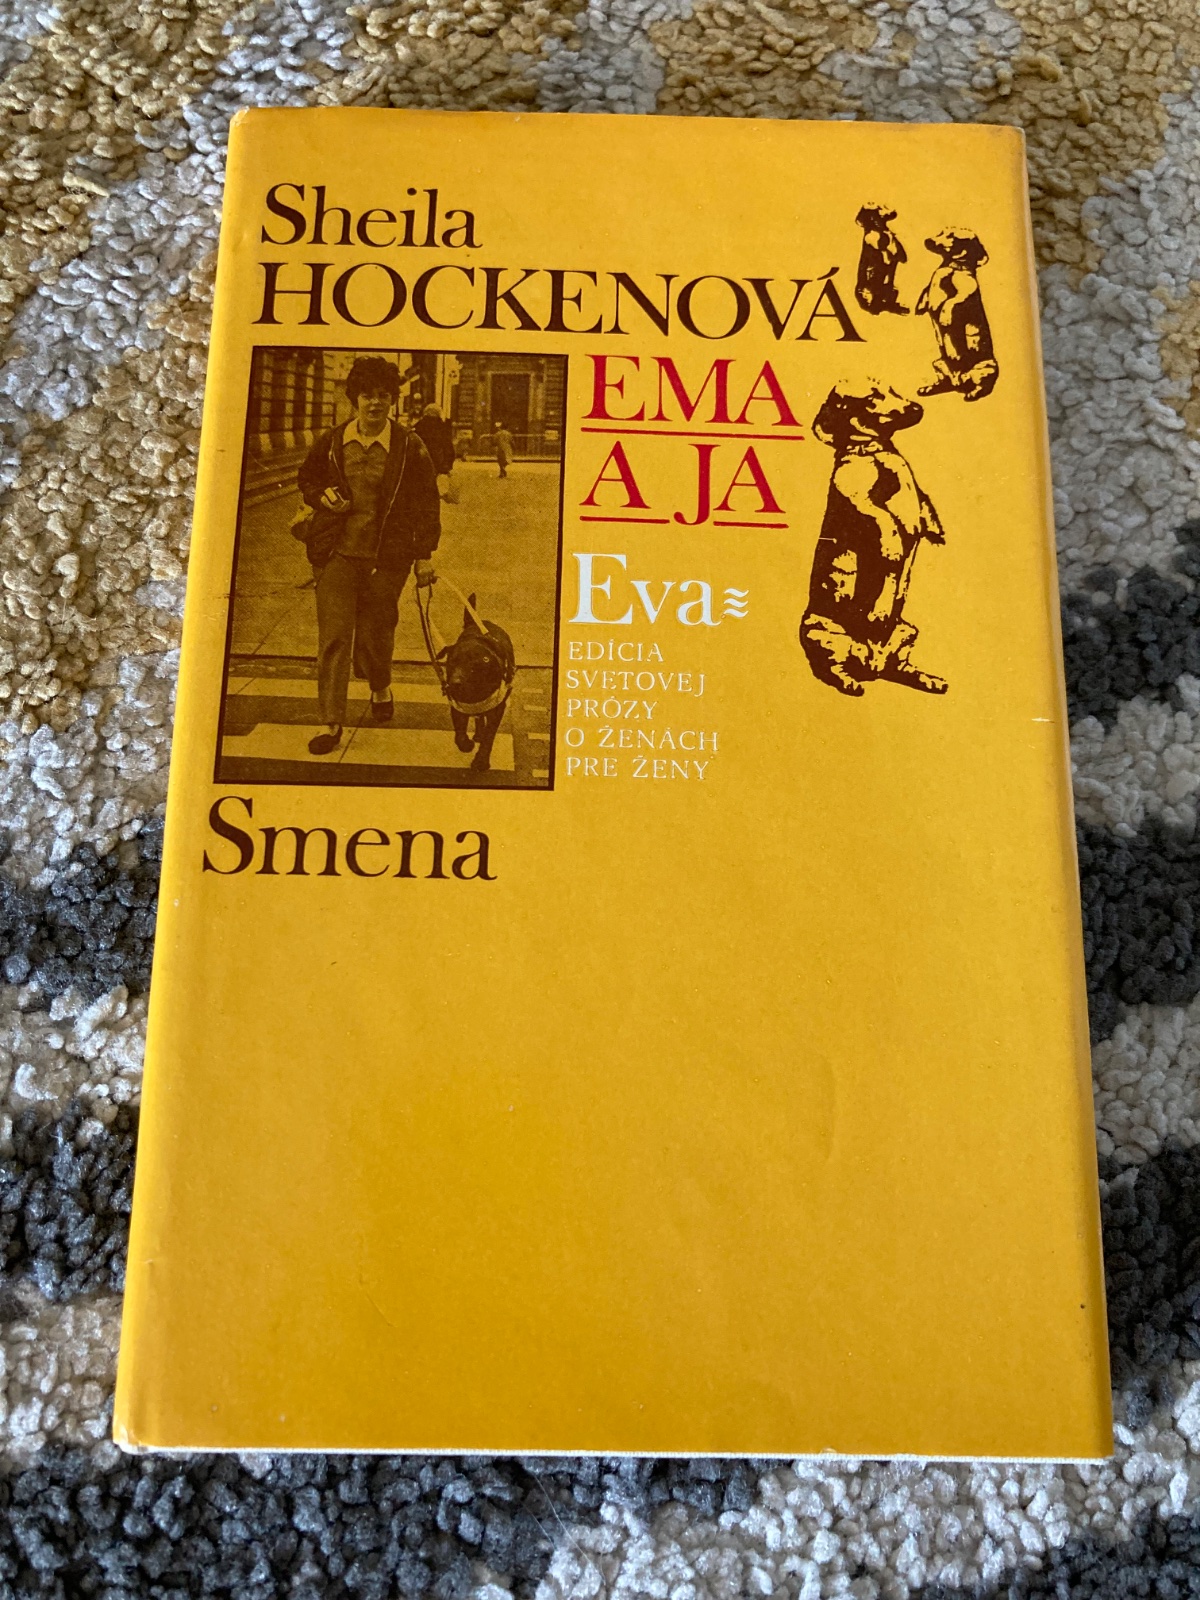 Sheila
HOCKENOVÁ
EMA
A JA
Eva
EDÍCIA
SVETOVEJ
PRÓZY
O ŽENÁCH
PRE ŽENY
Smena